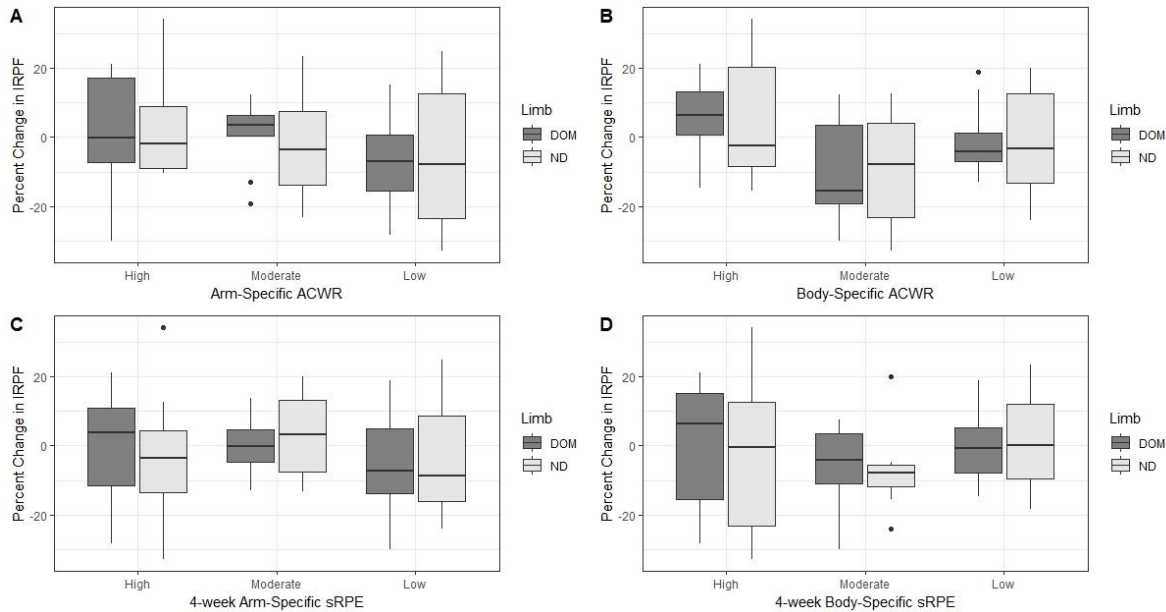 A
Percent Change in IRPF
20
0
-20
High
Moderate
Low
Arm-Specific ACWR
Limb
DOM
ND
B
Percent Change in IRPF
20
0
-20
High
Moderate
Low
Body-Specific ACWR
Limb
DOM
ND
C
Percent Change in IRPF
20
0
-20
High
Moderate
Low
4-week Arm-Specific sRPE
Limb
DOM
ND
D
Percent Change in IRPF
20
0
-20
High
Moderate
Low
4-week Body-Specific sRPE
Limb
DOM
ND